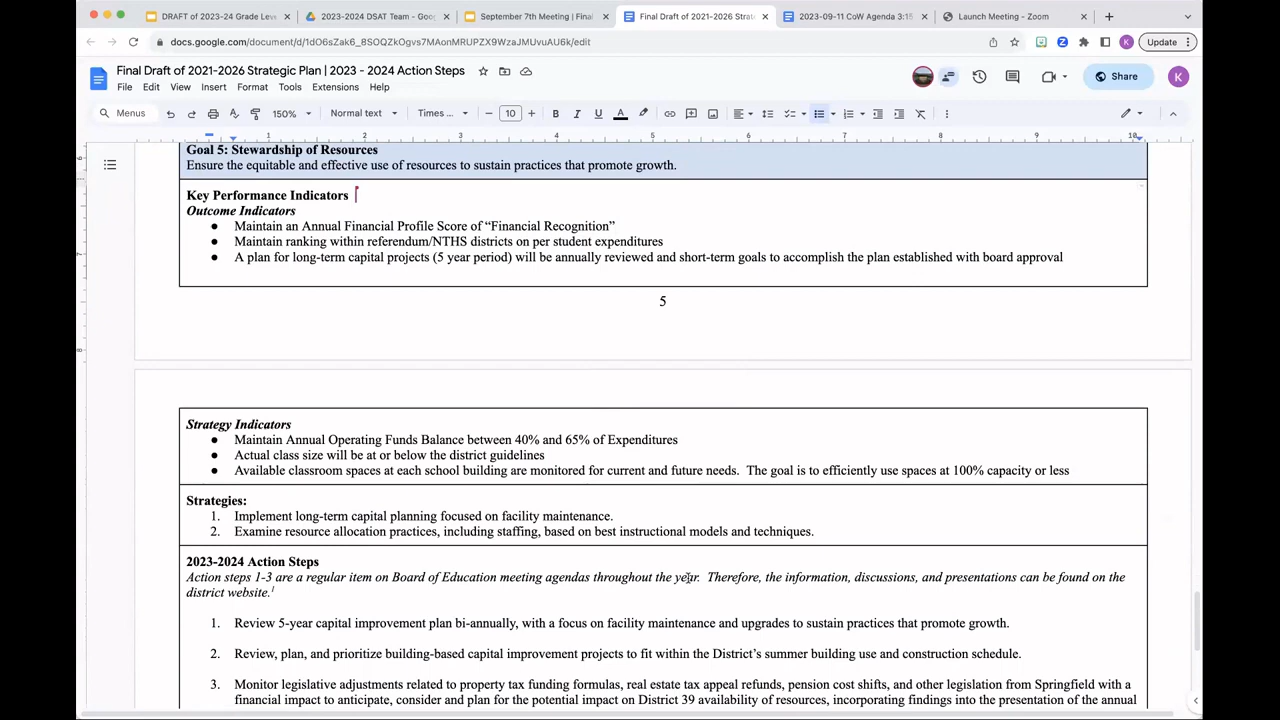 DRAFT of 2023-24 Grade Leve
2023-2024 DSAT Team - Goog
September 7th Meeting | Final
Final Draft of 2021-2026 Strate
2023-09-11 CoW Agenda 3:15
Launch Meeting - Zoom
Update
Final Draft of 2021-2026 Strategic Plan | 2023 - 2024 Action Steps
File Edit View Insert Format Tools Extensions Help
Share
K
Menus 150% Normal text Times ... 10 B I U A
1 2 3 4 5 6 7 8 9 10
Goal 5: Stewardship of Resources
Ensure the equitable and effective use of resources to sustain practices that promote growth.
Key Performance Indicators
Outcome Indicators
● Maintain an Annual Financial Profile Score of “Financial Recognition”
● Maintain ranking within referendum/NTHS districts on per student expenditures
● A plan for long-term capital projects (5 year period) will be annually reviewed and short-term goals to accomplish the plan established with board approval
5
Strategy Indicators
● Maintain Annual Operating Funds Balance between 40% and 65% of Expenditures
● Actual class size will be at or below the district guidelines
● Available classroom spaces at each school building are monitored for current and future needs. The goal is to efficiently use spaces at 100% capacity or less
Strategies:
1. Implement long-term capital planning focused on facility maintenance.
2. Examine resource allocation practices, including staffing, based on best instructional models and techniques.
2023-2024 Action Steps
Action steps 1-3 are a regular item on Board of Education meeting agendas throughout the year. Therefore, the information, discussions, and presentations can be found on the
district website.¹
1. Review 5-year capital improvement plan bi-annually, with a focus on facility maintenance and upgrades to sustain practices that promote growth.
2. Review, plan, and prioritize building-based capital improvement projects to fit within the District’s summer building use and construction schedule.
3. Monitor legislative adjustments related to property tax funding formulas, real estate tax appeal refunds, pension cost shifts, and other legislation from Springfield with a
financial impact to anticipate, consider and plan for the potential impact on District 39 availability of resources, incorporating findings into the presentation of the annual